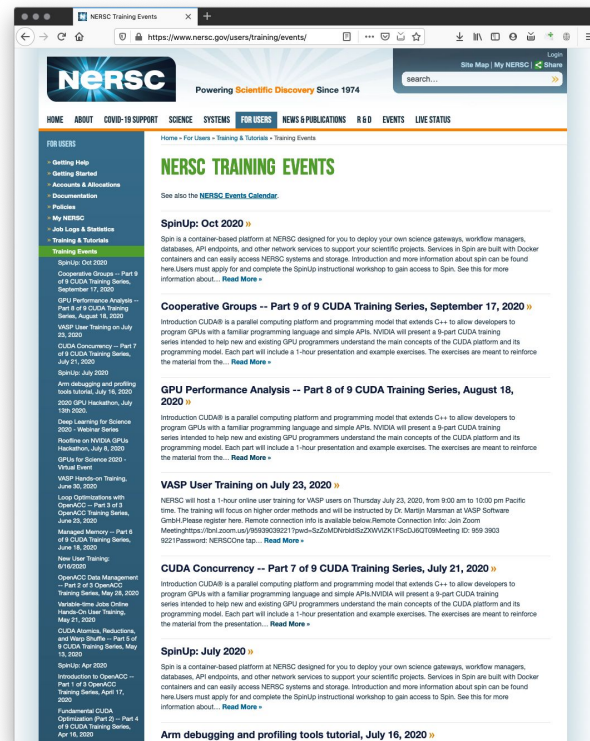 NERSC Training Events
https://www.nersc.gov/users/training/events/
Login
Site Map | My NERSC | Share
search...
NERSC
Powering Scientific Discovery Since 1974
HOME ABOUT COVID-19 SUPPORT SCIENCE SYSTEMS FOR USERS NEWS & PUBLICATIONS R & D EVENTS LIVE STATUS
Home » For Users » Training & Tutorials » Training Events
FOR USERS
» Getting Help
» Getting Started
» Accounts & Allocations
» Documentation
» Policies
» My NERSC
» Job Logs & Statistics
» Training & Tutorials
Training Events
SpinUp: Oct 2020
Cooperative Groups -- Part 9
of 9 CUDA Training Series,
September 17, 2020
GPU Performance Analysis --
Part 8 of 9 CUDA Training
Series, August 18, 2020
VASP User Training on July
23, 2020
CUDA Concurrency -- Part 7
of 9 CUDA Training Series,
July 21, 2020
SpinUp: July 2020
Arm debugging and profiling
tools tutorial, July 16, 2020
2020 GPU Hackathon, July
13th 2020.
Deep Learning for Science
2020 - Webinar Series
Roofline on NVIDIA GPUs
Hackathon, July 8, 2020
GPUs for Science 2020 -
Virtual Event
VASP Hands-on Training,
June 30, 2020
Loop Optimizations with
OpenACC -- Part 3 of 3
OpenACC Training Series,
June 23, 2020
Managed Memory -- Part 6
of 9 CUDA Training Series,
June 18, 2020
New User Training:
6/16/2020
OpenACC Data Management
-- Part 2 of 3 OpenACC
Training Series, May 28, 2020
Variable-time Jobs Online
Hands-On User Training,
May 21, 2020
CUDA Atomics, Reductions,
and Warp Shuffle -- Part 5 of
9 CUDA Training Series, May
13, 2020
SpinUp: Apr 2020
Introduction to OpenACC --
Part 1 of 3 OpenACC
Training Series, April 17,
2020
Fundamental CUDA
Optimization (Part 2) -- Part 4
of 9 CUDA Training Series,
Apr 16, 2020
NERSC TRAINING EVENTS
See also the NERSC Events Calendar.
SpinUp: Oct 2020 »
Spin is a container-based platform at NERSC designed for you to deploy your own science gateways, workflow managers,
databases, API endpoints, and other network services to support your scientific projects. Services in Spin are built with Docker
containers and can easily access NERSC systems and storage. Introduction and more information about spin can be found
here.Users must apply for and complete the SpinUp instructional workshop to gain access to Spin. See this for more
information about… Read More »
Cooperative Groups -- Part 9 of 9 CUDA Training Series, September 17, 2020 »
Introduction CUDA® is a parallel computing platform and programming model that extends C++ to allow developers to
program GPUs with a familiar programming language and simple APIs. NVIDIA will present a 9-part CUDA training
series intended to help new and existing GPU programmers understand the main concepts of the CUDA platform and its
programming model. Each part will include a 1-hour presentation and example exercises. The exercises are meant to reinforce
the material from the… Read More »
GPU Performance Analysis -- Part 8 of 9 CUDA Training Series, August 18,
2020 »
Introduction CUDA® is a parallel computing platform and programming model that extends C++ to allow developers to
program GPUs with a familiar programming language and simple APIs. NVIDIA will present a 9-part CUDA training
series intended to help new and existing GPU programmers understand the main concepts of the CUDA platform and its
programming model. Each part will include a 1-hour presentation and example exercises. The exercises are meant to reinforce
the material from the… Read More »
VASP User Training on July 23, 2020 »
NERSC will host a 1-hour online user training for VASP users on Thursday July 23, 2020, from 9:00 am to 10:00 pm Pacific
time. The training will focus on higher order methods and will be instructed by Dr. Martijn Marsman at VASP Software
GmbH.Please register here. Remote connection info is available below.Remote Connection Info: Join Zoom
9221Password: NERSCOne tap… Read More »
CUDA Concurrency -- Part 7 of 9 CUDA Training Series, July 21, 2020 »
Introduction CUDA® is a parallel computing platform and programming model that extends C++ to allow developers to
program GPUs with a familiar programming language and simple APIs.NVIDIA will present a 9-part CUDA training
series intended to help new and existing GPU programmers understand the main concepts of the CUDA platform and its
programming model. Each part will include a 1-hour presentation and example exercises. The exercises are meant to reinforce
the material from the presentation… Read More »
SpinUp: July 2020 »
Spin is a container-based platform at NERSC designed for you to deploy your own science gateways, workflow managers,
databases, API endpoints, and other network services to support your scientific projects. Services in Spin are built with Docker
containers and can easily access NERSC systems and storage. Introduction and more information about spin can be found
here.Users must apply for and complete the SpinUp instructional workshop to gain access to Spin. See this for more
information about… Read More »
Arm debugging and profiling tools tutorial, July 16, 2020 »